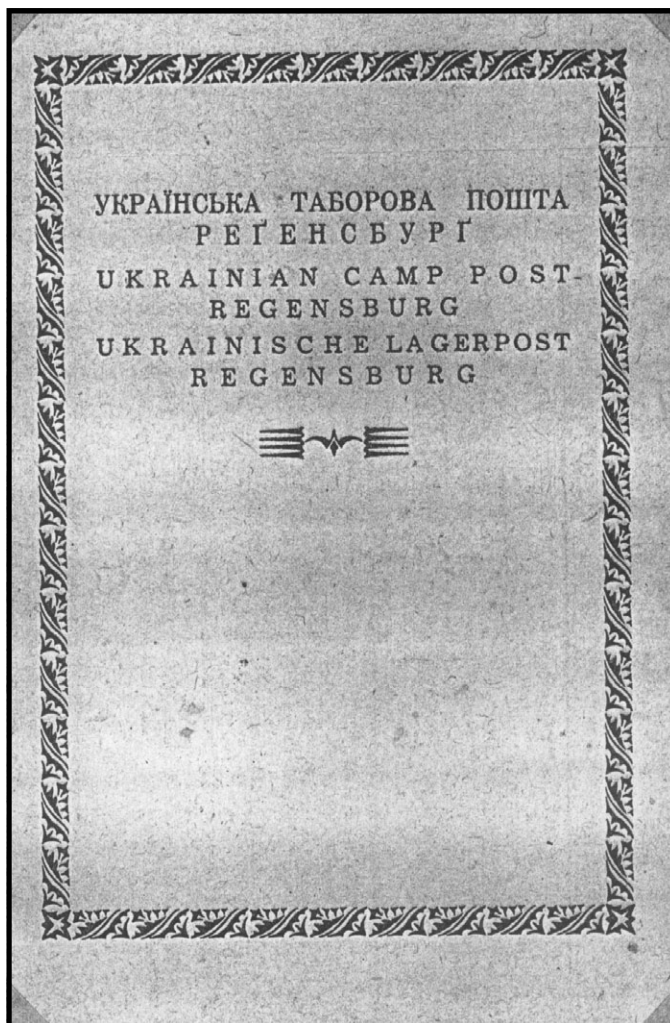 УКРАЇНСЬКА ТАБОРОВА ПОШТА
РЕҐЕНСБУРҐ
UKRAINIAN CAMP POST-
REGENSBURG
UKRAINISCHE LAGERPOST
REGENSBURG